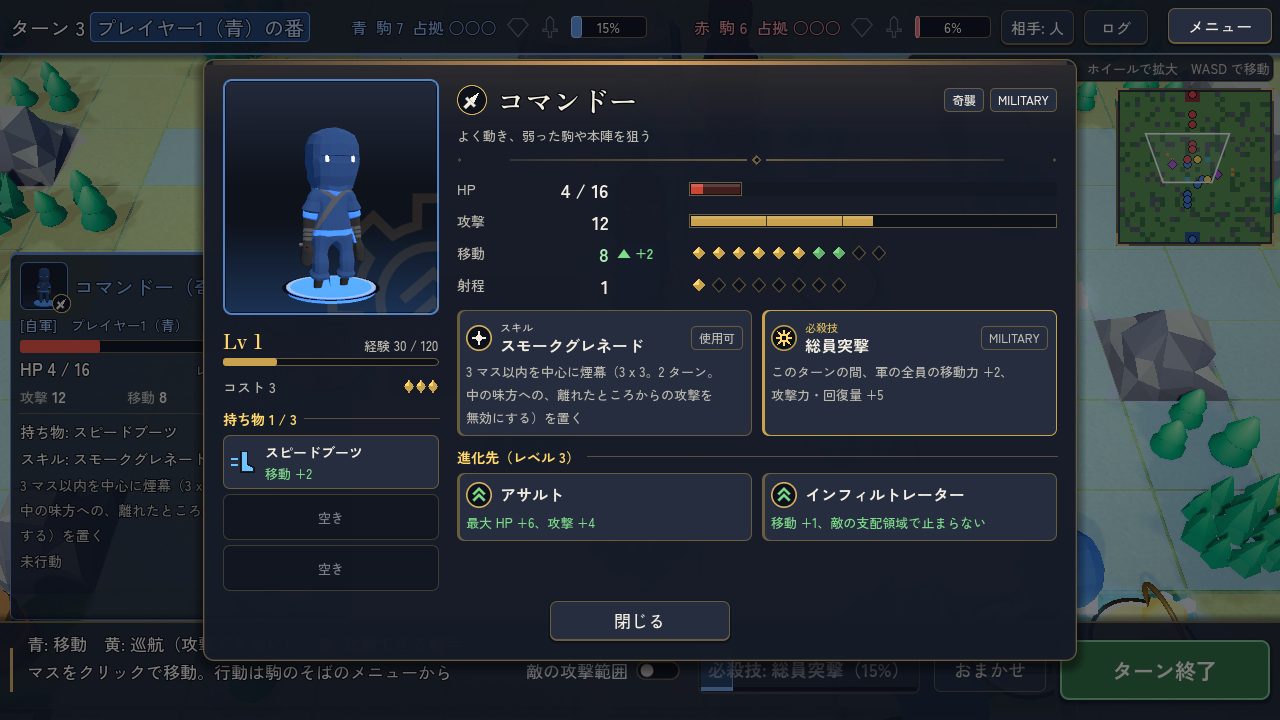 ターン 3 プレイヤー1（青）の番 青 駒 7 占拠 〇〇〇 15% 赤 駒 6 占拠 〇〇〇 6% 相手: 人 ログ メニュー
ホイールで拡大 WASD で移動
コマンドー 奇襲 MILITARY
よく動き、弱った駒や本陣を狙う
HP 4 / 16
攻撃 12
移動 8 ▲ +2
射程 1
Lv 1 経験 30 / 120
コスト 3
持ち物 1 / 3
スピードブーツ
移動 +2
空き
空き
スキル
スモークグレネード 使用可
3 マス以内を中心に煙幕（3 x 3。2 ターン。
中の味方への、離れたところからの攻撃を
無効にする）を置く
必殺技
総員突撃 MILITARY
このターンの間、軍の全員の移動力 +2、
攻撃力・回復量 +5
進化先（レベル 3）
アサルト
最大 HP +6、攻撃 +4
インフィルトレーター
移動 +1、敵の支配領域で止まらない
閉じる
コマンドー（奇
[自軍] プレイヤー1（青）
HP 4 / 16
攻撃 12 移動 8
持ち物: スピードブーツ
スキル: スモークグレネード
3 マス以内を中心に煙幕（3 x
中の味方への、離れたところ
する）を置く
未行動
青: 移動 黄: 巡航（攻撃
マスをクリックで移動。行動は駒のそばのメニューから
敵の攻撃範囲
必殺技: 総員突撃（15%）
おまかせ
ターン終了